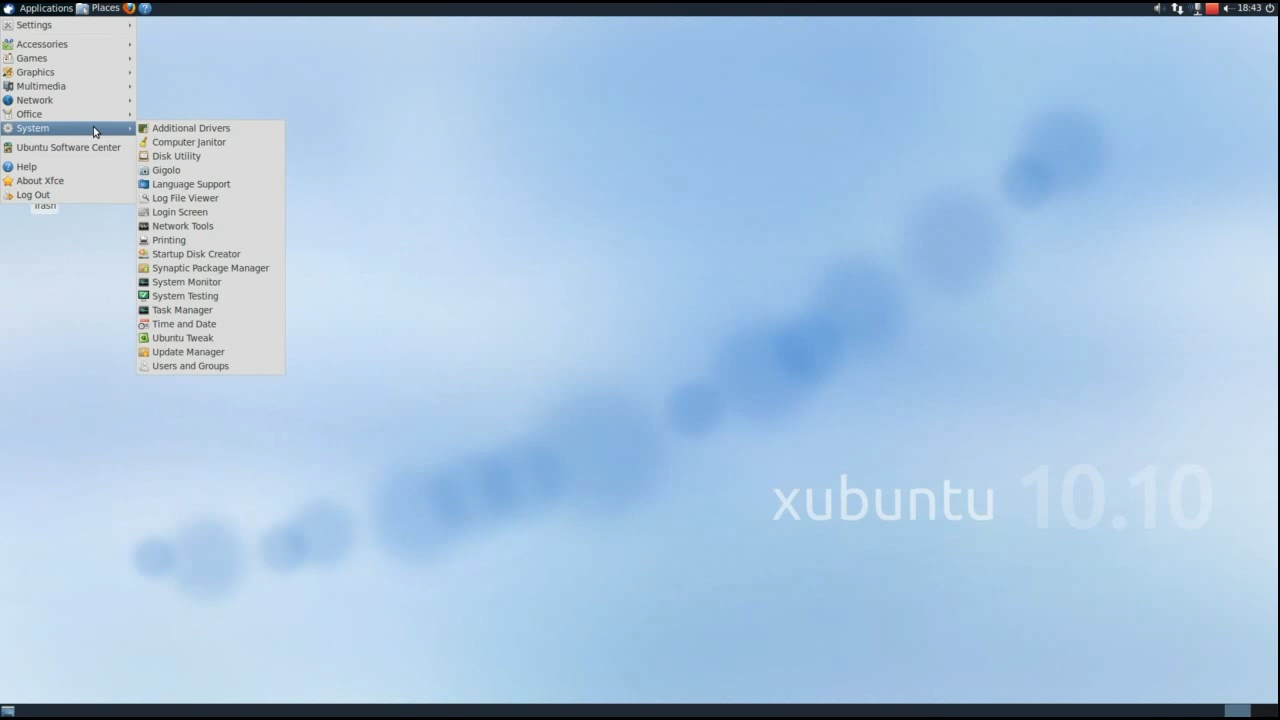 Applications Places 18:43
Settings
Accessories
Games
Graphics
Multimedia
Network
Office
System
Ubuntu Software Center
Help
About Xfce
Log Out
Trash
Additional Drivers
Computer Janitor
Disk Utility
Gigolo
Language Support
Log File Viewer
Login Screen
Network Tools
Printing
Startup Disk Creator
Synaptic Package Manager
System Monitor
System Testing
Task Manager
Time and Date
Ubuntu Tweak
Update Manager
Users and Groups
xubuntu 10.10